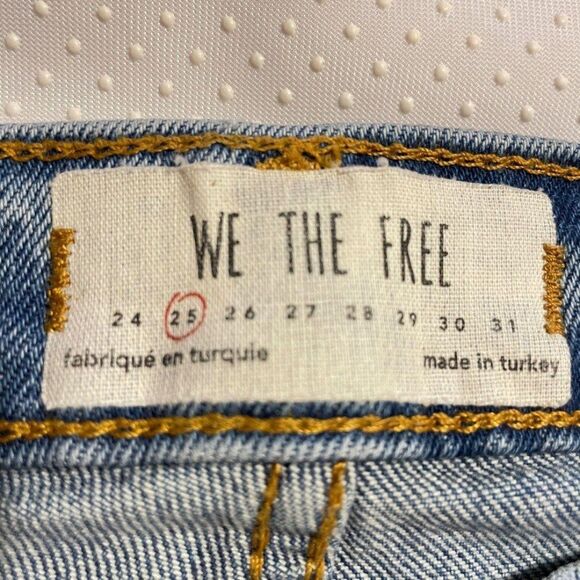 WE THE FREE
24 25 26 27 28 29 30 31
fabriqué en turquie made in turkey